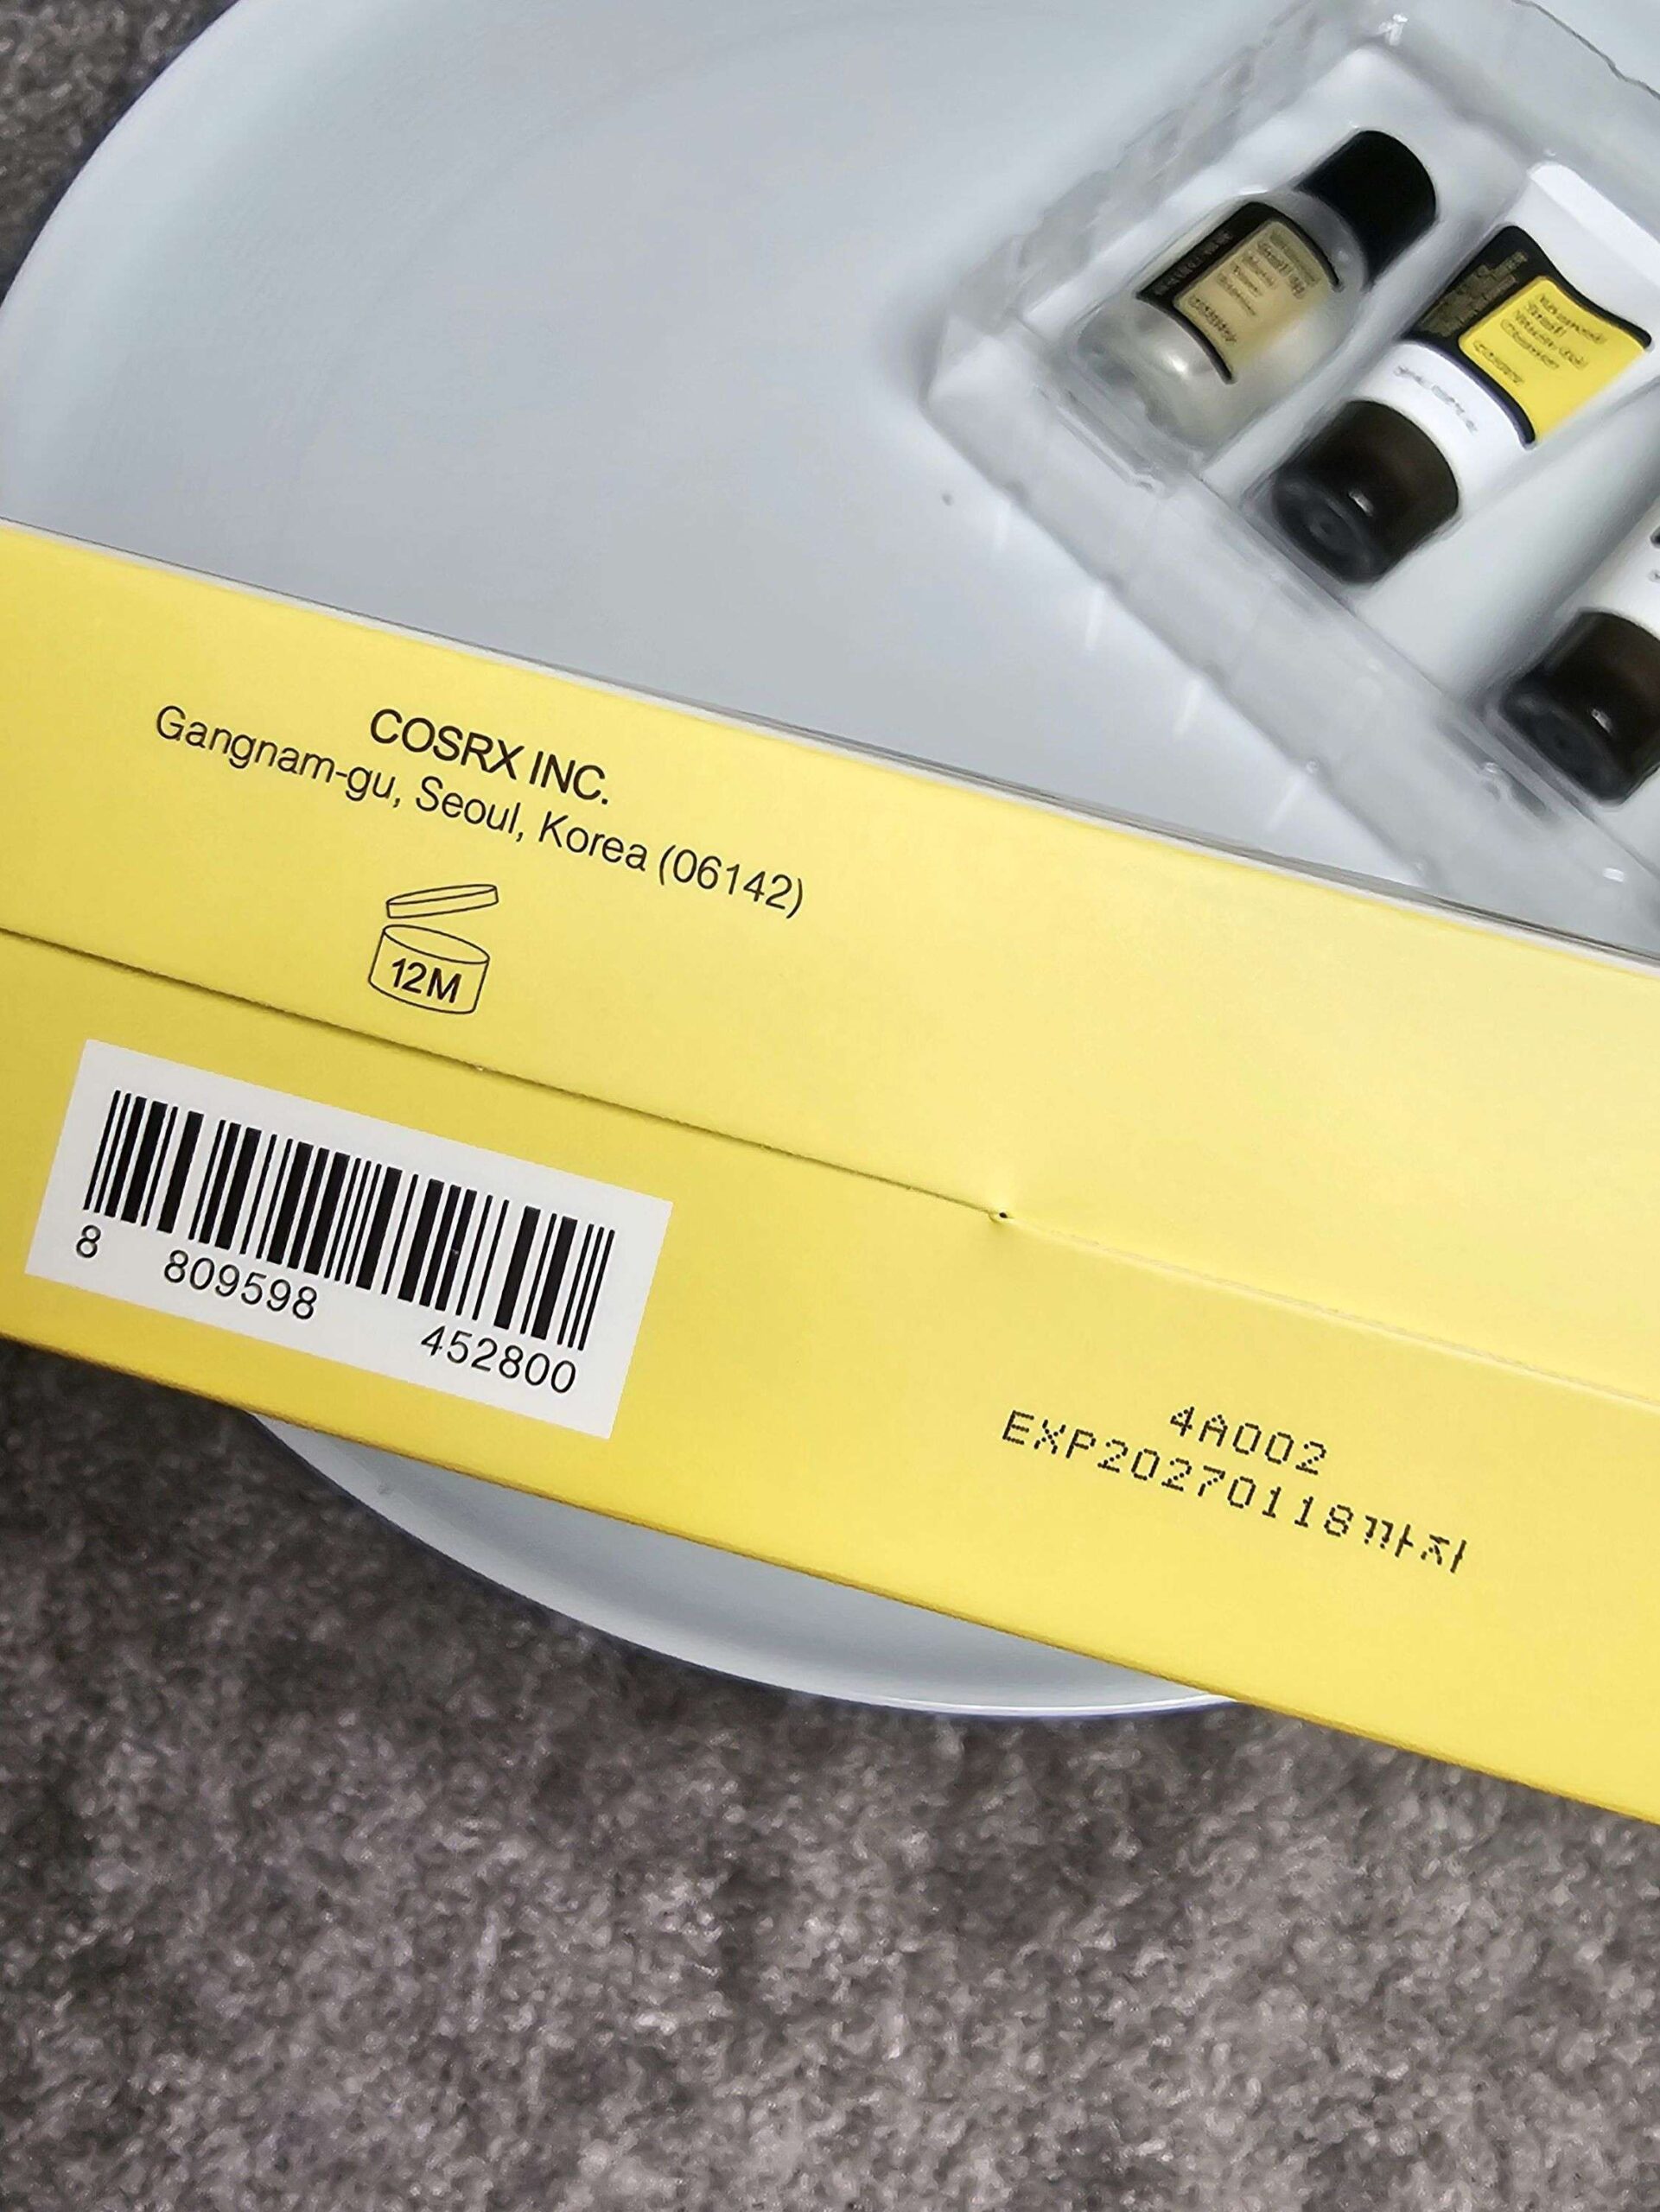 COSRX INC.
Gangnam-gu, Seoul, Korea (06142)
12M
8 809598 452800
4A002
EXP20270118까지